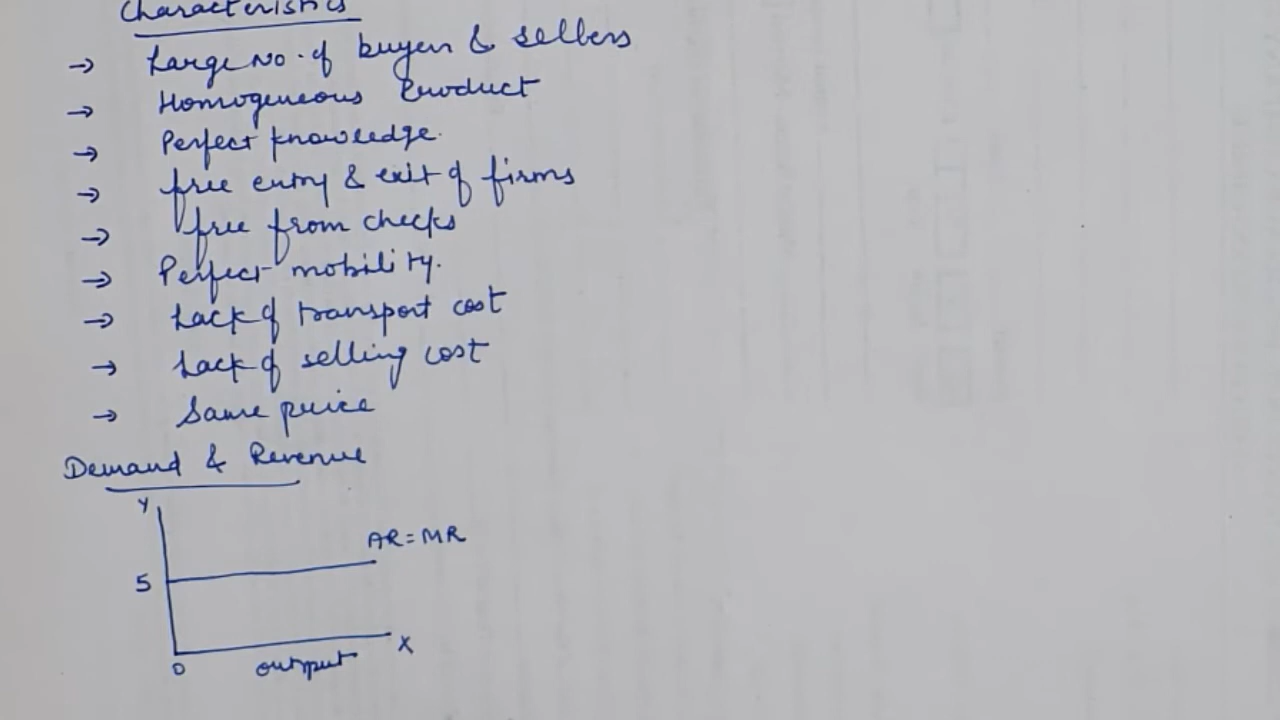 Characteristics
→ Large No. of buyers & sellers
→ Homogeneous Product
→ Perfect knowledge.
→ free entry & exit of firms
→ free from checks
→ Perfect mobility.
→ Lack of transport cost
→ Lack of selling cost
→ Same price
Demand & Revenue
Y
AR = MR
5
X
0 output